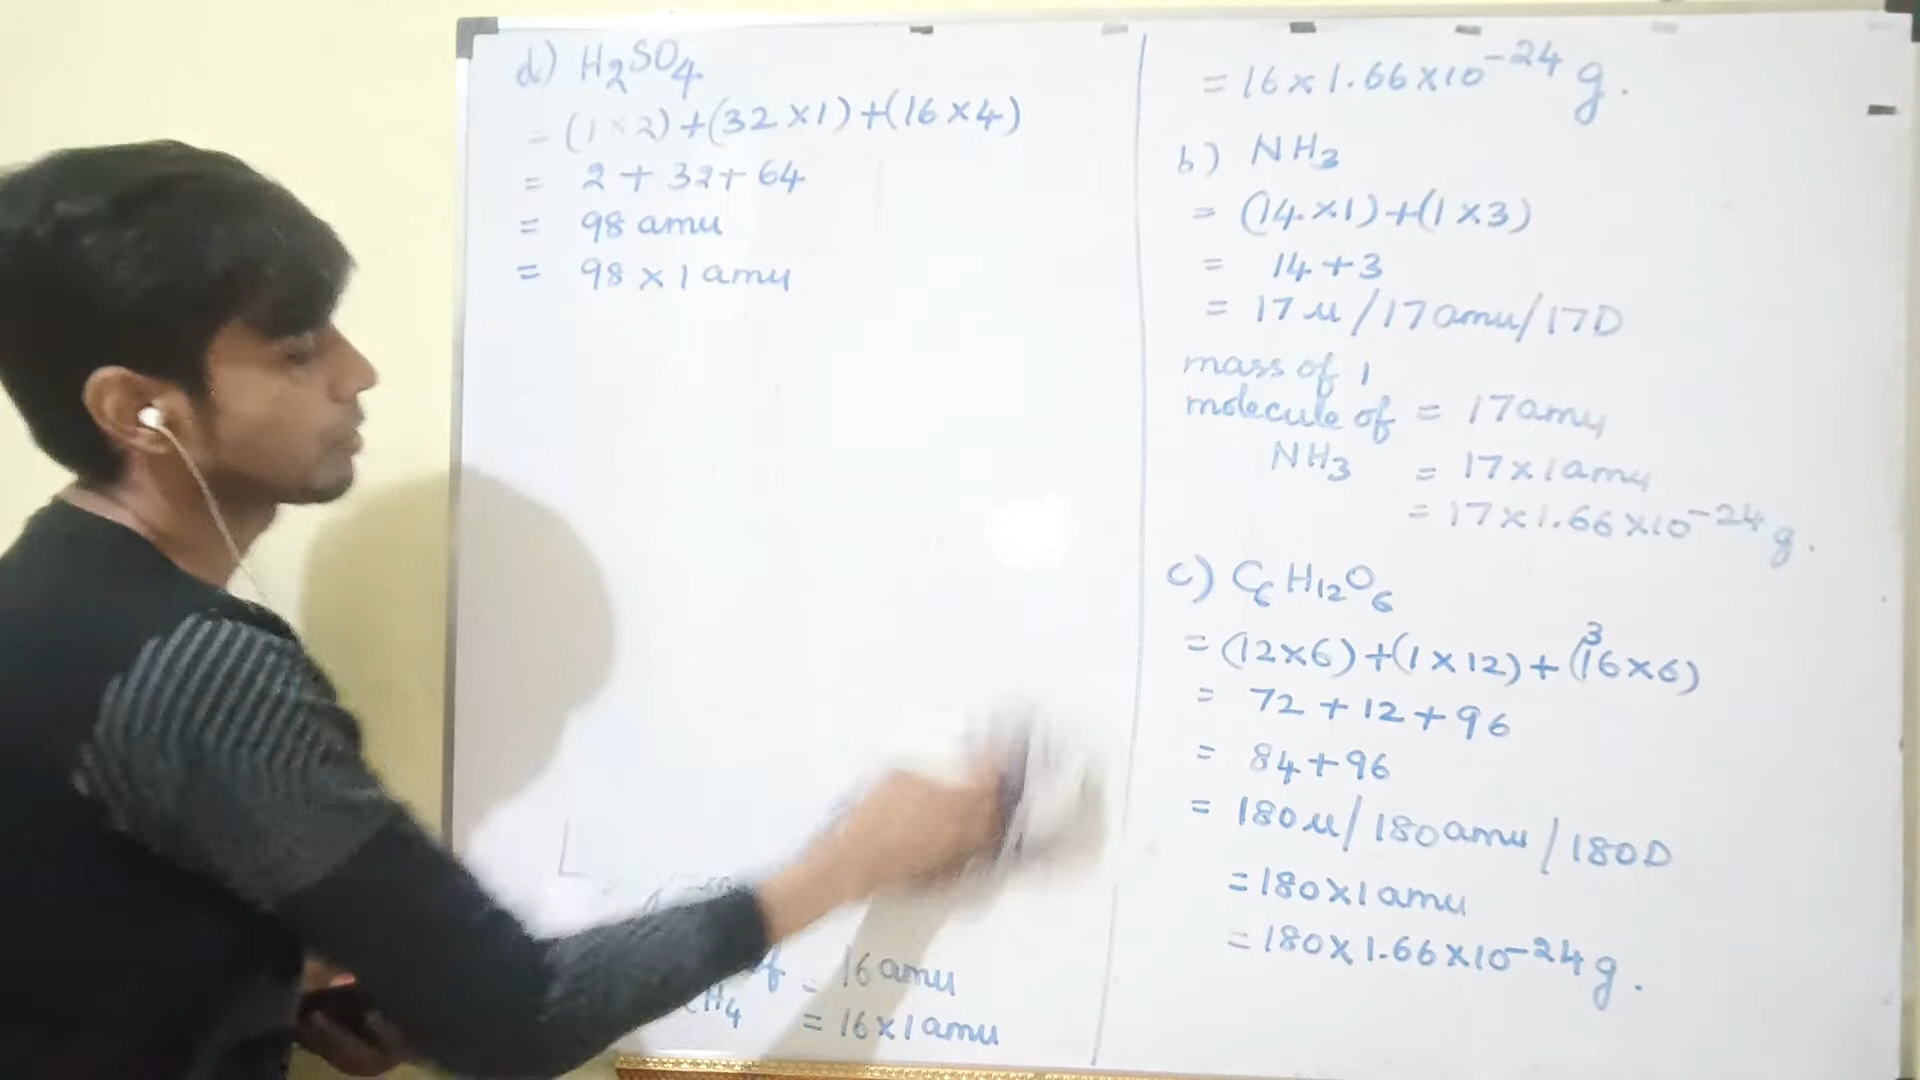 d) H₂SO₄
= (1 × 2) + (32 × 1) + (16 × 4)
= 2 + 32 + 64
= 98 amu
= 98 × 1 amu
= 16 amu
H₄
= 16 × 1 amu
= 16 × 1.66 × 10⁻²⁴ g.
b) NH₃
= (14 × 1) + (1 × 3)
= 14 + 3
= 17 u / 17 amu / 17 D
mass of 1
molecule of = 17 amu
NH₃ = 17 × 1 amu
= 17 × 1.66 × 10⁻²⁴ g.
c) C₆H₁₂O₆
3
= (12 × 6) + (1 × 12) + (16 × 6)
= 72 + 12 + 96
= 84 + 96
= 180 u / 180 amu / 180 D
= 180 × 1 amu
= 180 × 1.66 × 10⁻²⁴ g.